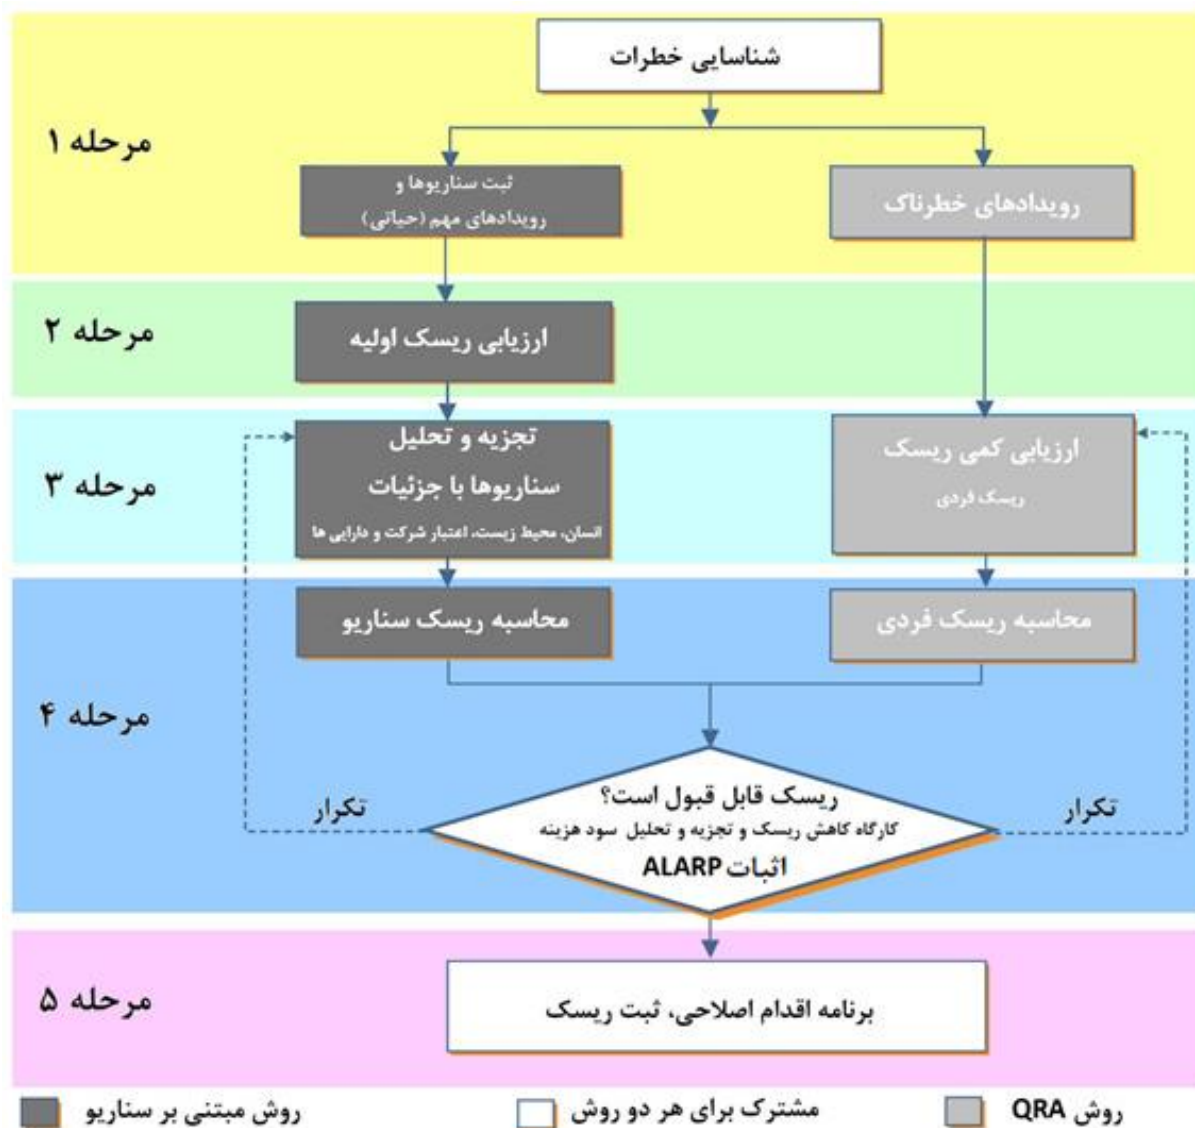 شناسایی خطرات
مرحله ۱
رویدادهای خطرناک
ثبت سناریوها و
رویدادهای مهم (حیاتی)
مرحله ۲
ارزیابی ریسک اولیه
مرحله ۳
ارزیابی کمی ریسک
ریسک فردی
تجزیه و تحلیل
سناریوها با جزئیات
انسان، محیط زیست، اعتبار شرکت و دارایی ها
مرحله ۴
محاسبه ریسک فردی
محاسبه ریسک سناریو
ریسک قابل قبول است؟
کارگاه کاهش ریسک و تجزیه و تحلیل سود هزینه
اثبات ALARP
تکرار
تکرار
مرحله ۵
برنامه اقدام اصلاحی، ثبت ریسک
روش QRA
مشترک برای هر دو روش
روش مبتنی بر سناریو